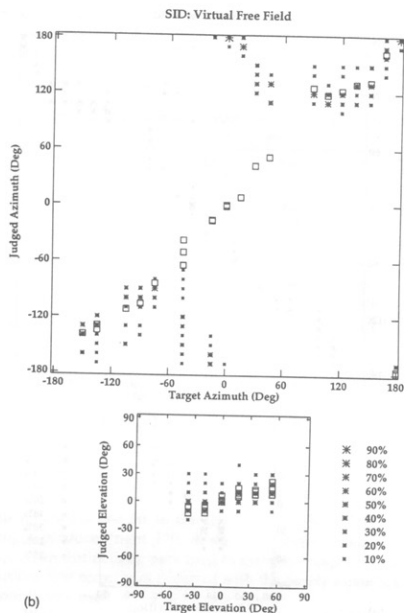 SID: Virtual Free Field
Judged Azimuth (Deg)
180
120
60
0
-60
-120
-180
-180 -120 -60 0 60 120 180
Target Azimuth (Deg)
Judged Elevation (Deg)
90
60
30
0
-30
-60
-90
-90 -60 -30 0 30 60 90
Target Elevation (Deg)
90%
80%
70%
60%
50%
40%
30%
20%
10%
(b)